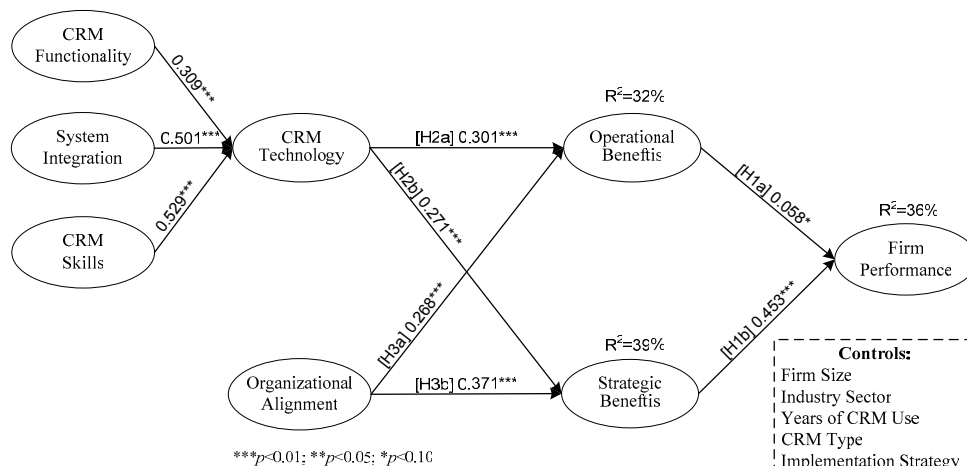 CRM
Functionality
0.309***
System
Integration
0.501***
CRM
Skills
0.529***
CRM
Technology
[H2a] 0.301***
[H2b] 0.271***
[H3a] 0.268***
[H3b] 0.371***
Organizational
Alignment
R²=32%
Operational
Beneftis
R²=39%
Strategic
Beneftis
[H1a] 0.058*
[H1b] 0.453***
R²=36%
Firm
Performance
Controls:
Firm Size
Industry Sector
Years of CRM Use
CRM Type
Implementation Strategy
***p<0.01; **p<0.05; *p<0.10